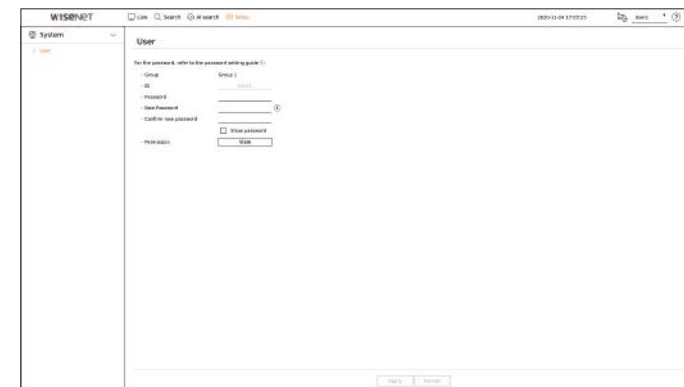 WISENET
Live Search AI search Setup
System
User
User
For the password, refer to the password setting guide
- Group Group 1
- ID
- Password
- New Password
- Confirm new password
Show password
- Permission View
Apply Revert